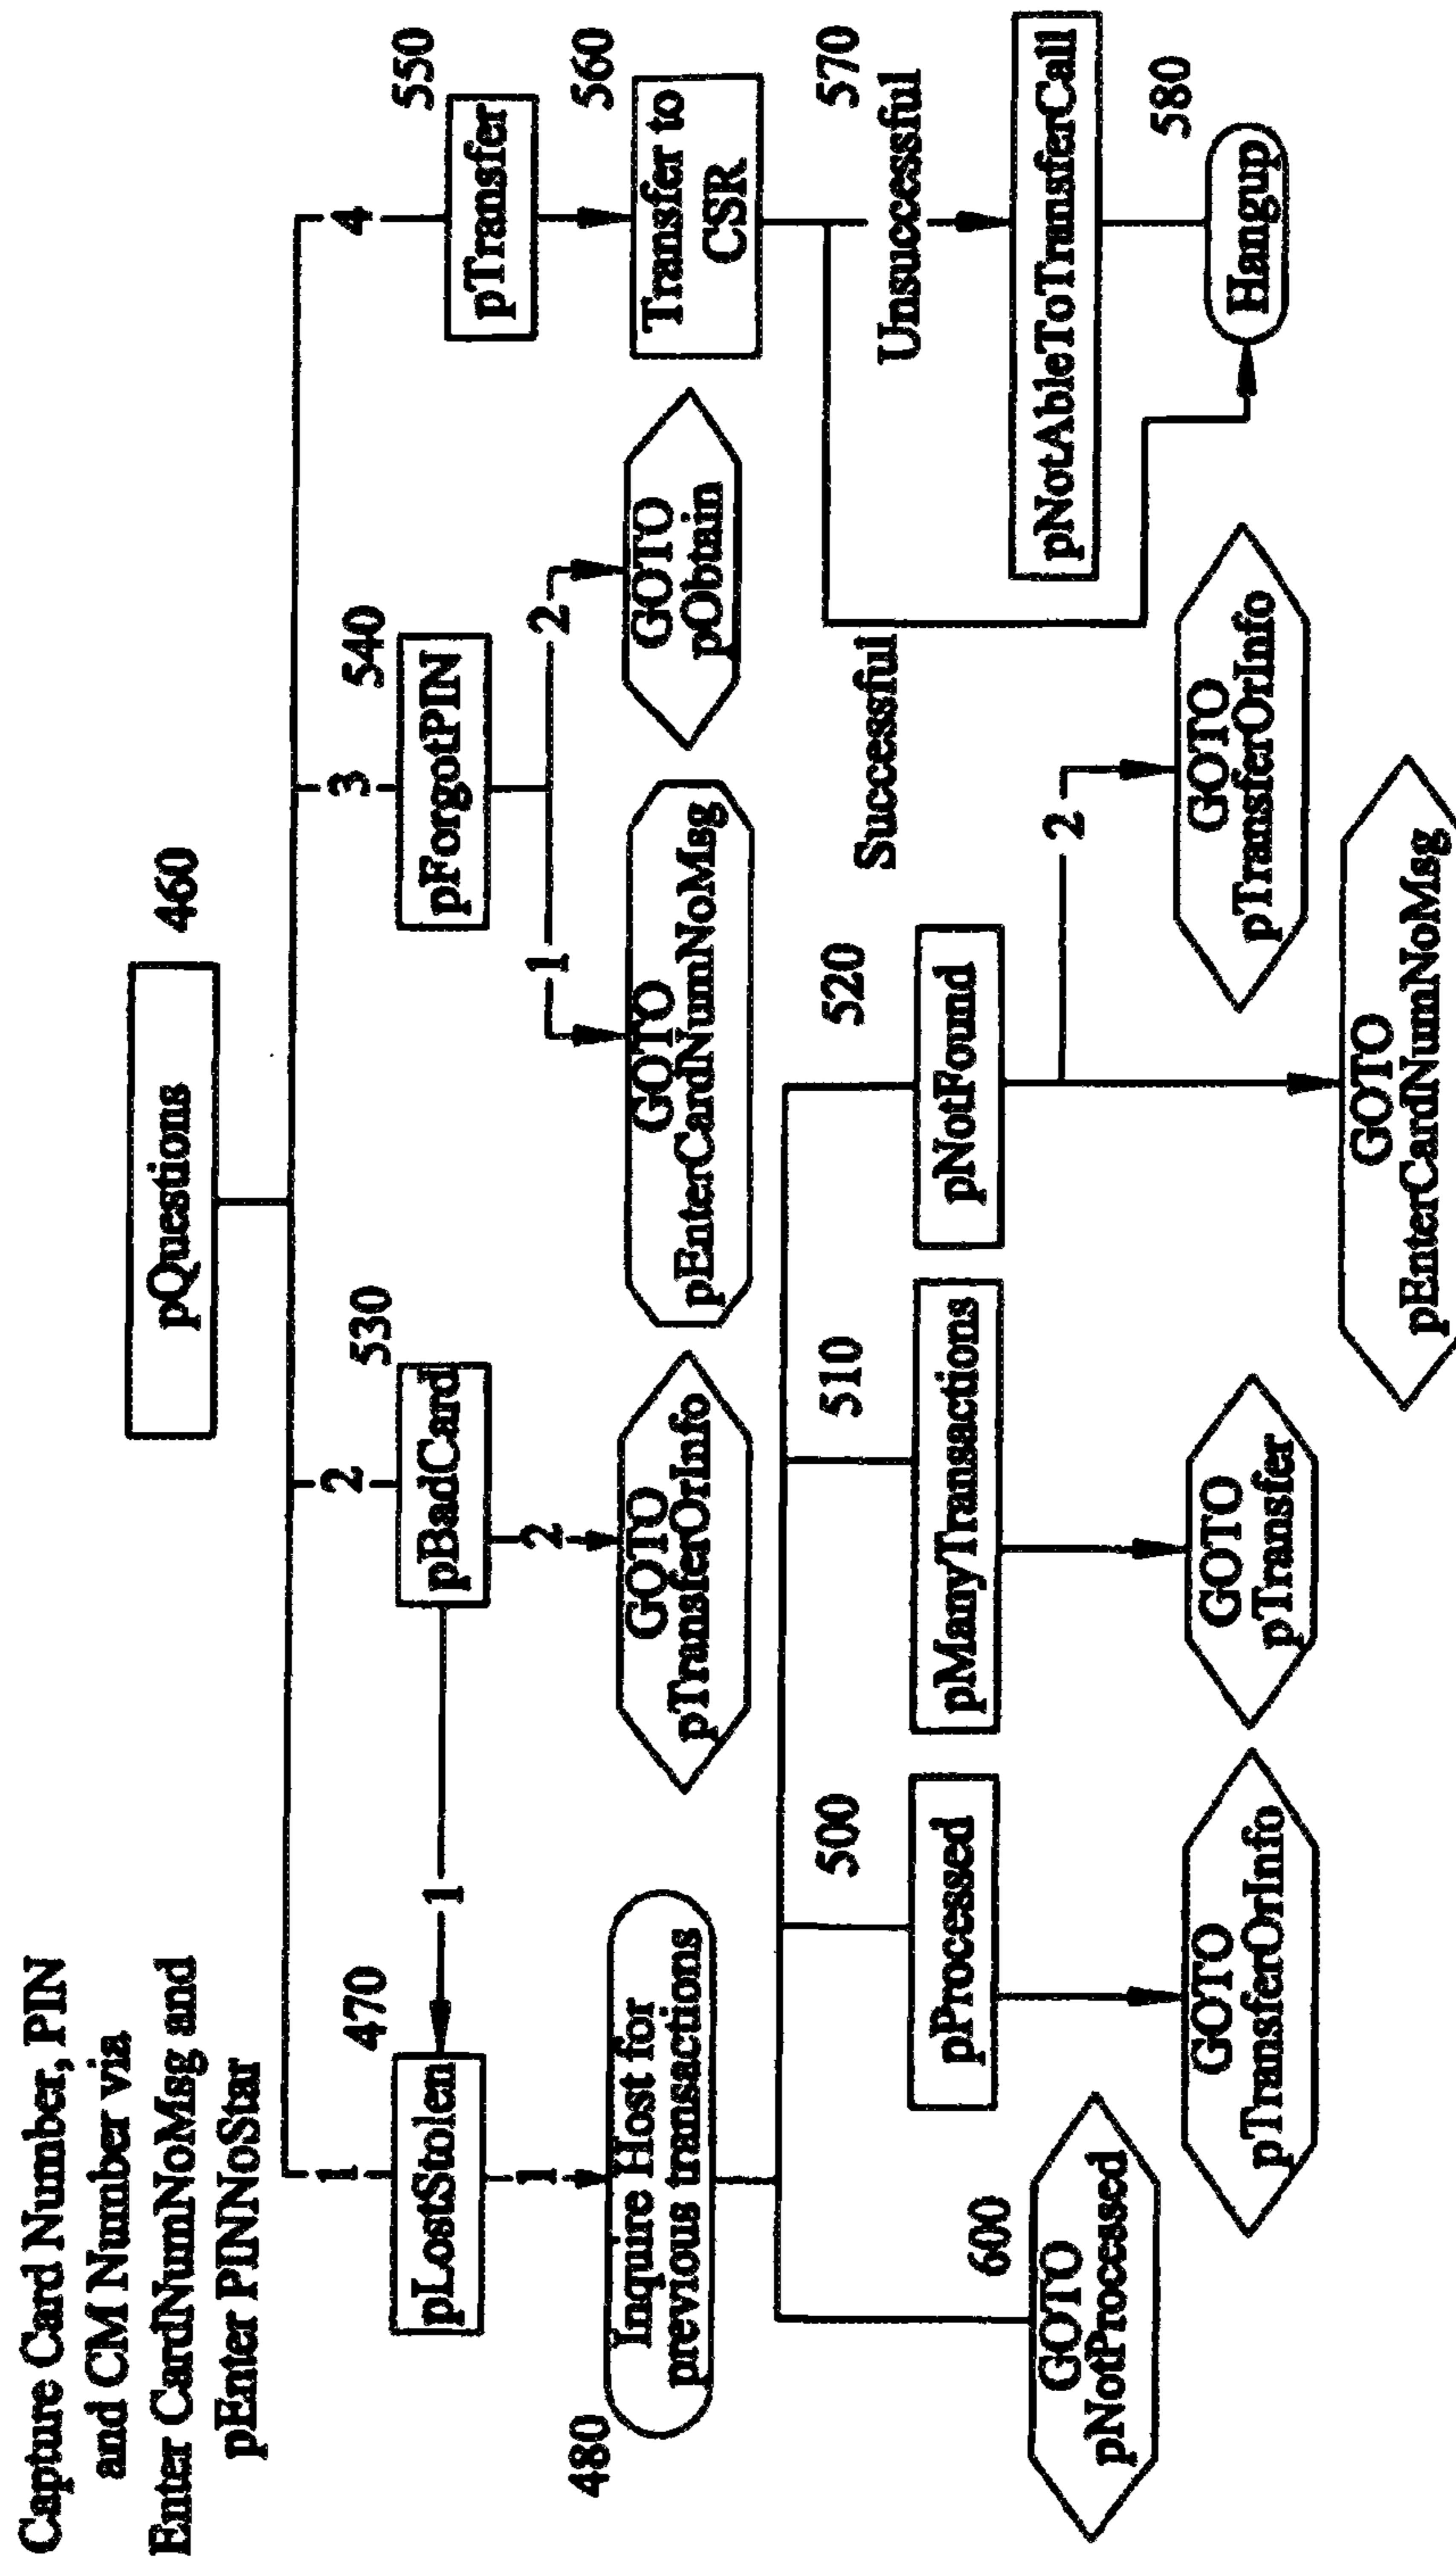 Capture Card Number, PIN
and CM Number via
Enter CardNumNoMsg and
pEnter PINNoStar
pQuestions
460
1
2
3
4
470
pLostStolen
1
530
pBadCard
540
pForgotPIN
550
pTransfer
1
2
1
2
480
Inquire Host for
previous transactions
GOTO
pTransferOrInfo
GOTO
pEnterCardNumNoMsg
GOTO
pObtain
560
Transfer to
CSR
Successful
Unsuccessful
570
500
pProcessed
510
pManyTransactions
520
pNotFound
pNotAbleToTransferCall
600
GOTO
pNotProcessed
2
GOTO
pTransferOrInfo
GOTO
pTransfer
GOTO
pTransferOrInfo
580
Hangup
GOTO
pEnterCardNumNoMsg